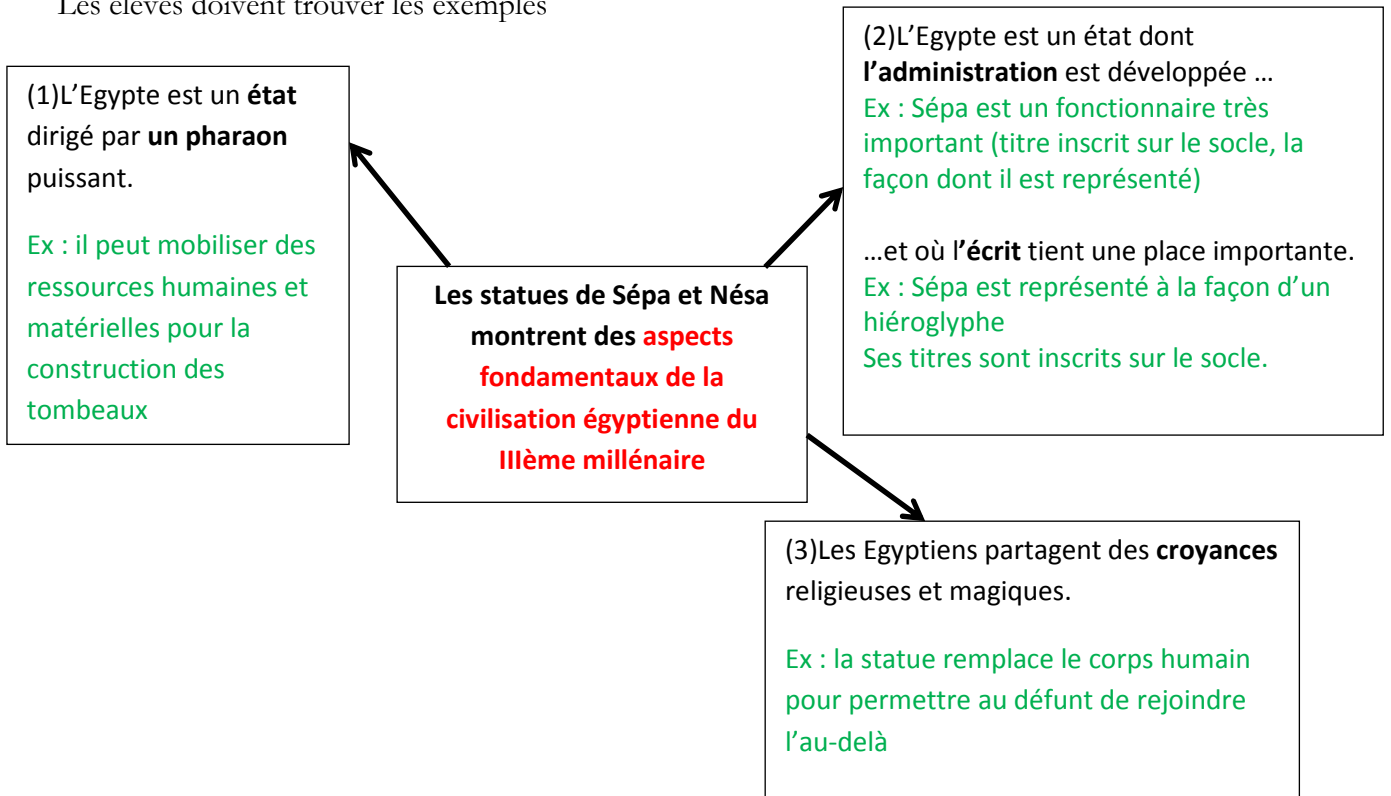 Les élèves doivent trouver les exemples
(1)L’Egypte est un état
dirigé par un pharaon
puissant.
Ex : il peut mobiliser des
ressources humaines et
matérielles pour la
construction des
tombeaux
(2)L’Egypte est un état dont
l’administration est développée …
Ex : Sépa est un fonctionnaire très
important (titre inscrit sur le socle, la
façon dont il est représenté)
…et où l’écrit tient une place importante.
Ex : Sépa est représenté à la façon d’un
hiéroglyphe
Ses titres sont inscrits sur le socle.
Les statues de Sépa et Nésa
montrent des aspects
fondamentaux de la
civilisation égyptienne du
IIIème millénaire
(3)Les Egyptiens partagent des croyances
religieuses et magiques.
Ex : la statue remplace le corps humain
pour permettre au défunt de rejoindre
l’au-delà